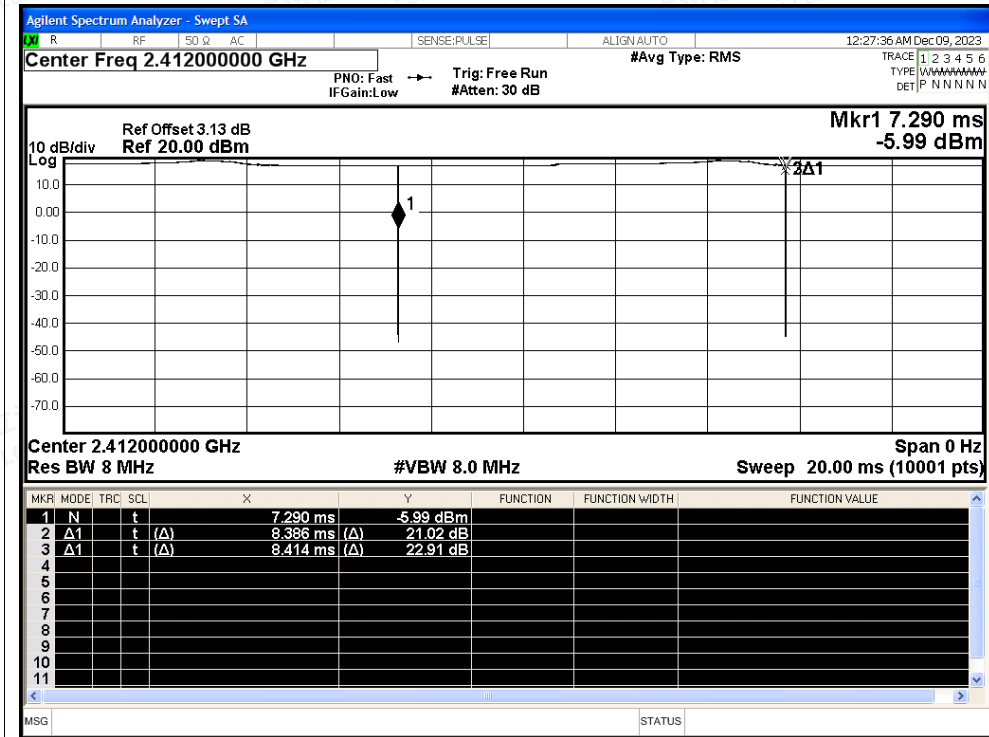 Agilent Spectrum Analyzer - Swept SA
LXI R RF 50 Ω AC SENSE:PULSE ALIGN AUTO 12:27:36 AM Dec 09, 2023
Center Freq 2.412000000 GHz #Avg Type: RMS TRACE 1 2 3 4 5 6
PNO: Fast Trig: Free Run TYPE WWWWWW
IFGain:Low #Atten: 30 dB DET P N N N N N
Mkr1 7.290 ms
Ref Offset 3.13 dB
10 dB/div Ref 20.00 dBm -5.99 dBm
Log
3Δ1
10.0
0.00
1
-10.0
-20.0
-30.0
-40.0
-50.0
-60.0
-70.0
Center 2.412000000 GHz Span 0 Hz
Res BW 8 MHz #VBW 8.0 MHz Sweep 20.00 ms (10001 pts)
MKR MODE TRC SCL X Y FUNCTION FUNCTION WIDTH FUNCTION VALUE
1 N t 7.290 ms -5.99 dBm
2 Δ1 t (Δ) 8.386 ms (Δ) 21.02 dB
3 Δ1 t (Δ) 8.414 ms (Δ) 22.91 dB
4
5
6
7
8
9
10
11
MSG STATUS